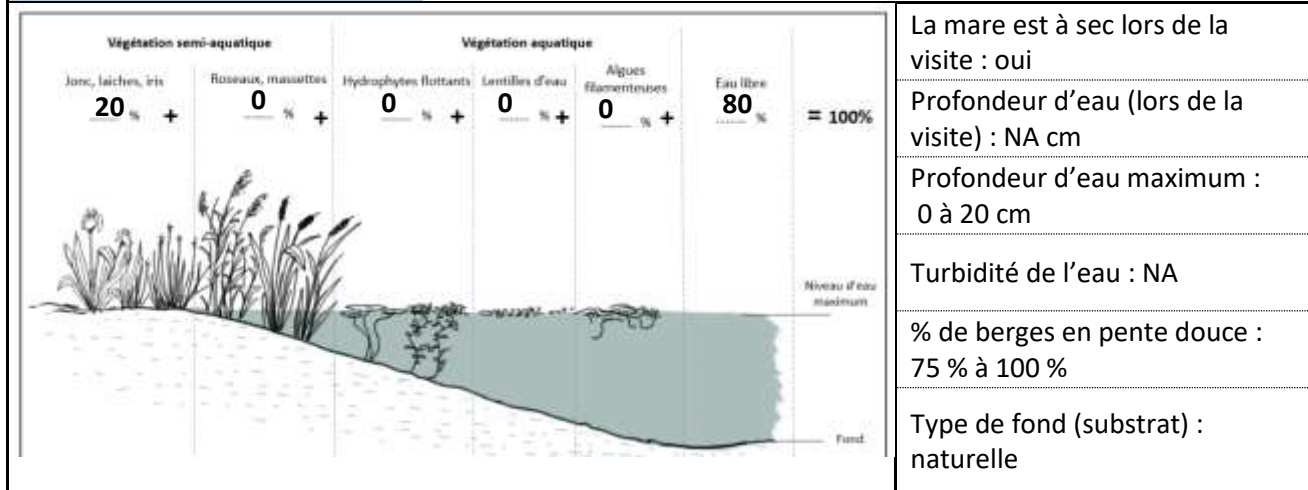 Végétation semi-aquatique
Végétation aquatique
Jonc, laiches, iris
Roseaux, massettes
Hydrophytes flottants
Lentilles d'eau
Algues
filamenteuses
Eau libre
20 % +
0 % +
0 % +
0 % +
0 % +
80 %
= 100%
Niveau d'eau
maximum
Fond
La mare est à sec lors de la
visite : oui
Profondeur d'eau (lors de la
visite) : NA cm
Profondeur d'eau maximum :
0 à 20 cm
Turbidité de l'eau : NA
% de berges en pente douce :
75 % à 100 %
Type de fond (substrat) :
naturelle